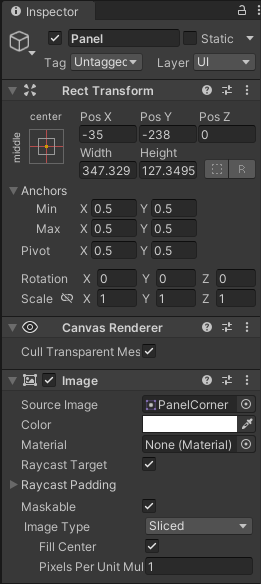 Inspector
Panel
Static
Tag Untagged Layer UI
Rect Transform
center
Pos X Pos Y Pos Z
middle
-35 -238 0
Width Height
347.329 127.3495
R
Anchors
Min X 0.5 Y 0.5
Max X 0.5 Y 0.5
Pivot X 0.5 Y 0.5
Rotation X 0 Y 0 Z 0
Scale X 1 Y 1 Z 1
Canvas Renderer
Cull Transparent Mes
Image
Source Image PanelCorner
Color
Material None (Material)
Raycast Target
Raycast Padding
Maskable
Image Type Sliced
Fill Center
Pixels Per Unit Mul 1